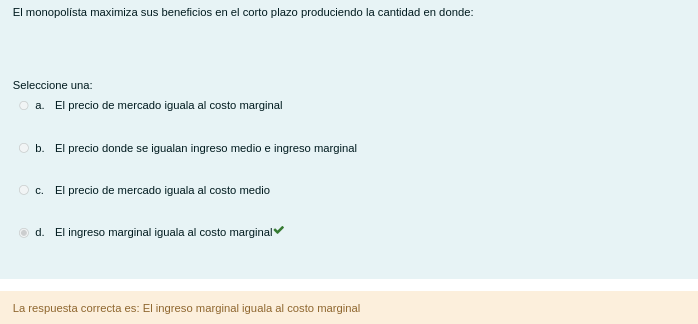 El monopolísta maximiza sus beneficios en el corto plazo produciendo la cantidad en donde:
Seleccione una:
a. El precio de mercado iguala al costo marginal
b. El precio donde se igualan ingreso medio e ingreso marginal
c. El precio de mercado iguala al costo medio
d. El ingreso marginal iguala al costo marginal
La respuesta correcta es: El ingreso marginal iguala al costo marginal